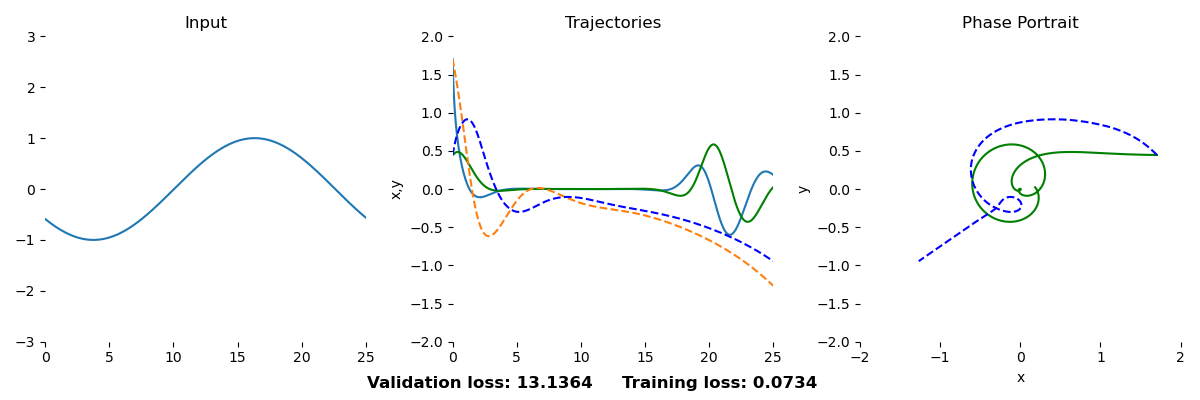 Input
3
2
1
0
−1
−2
−3
0 5 10 15 20 25
Trajectories
x,y
2.0
1.5
1.0
0.5
0.0
−0.5
−1.0
−1.5
−2.0
0 5 10 15 20 25
Phase Portrait
y
2.0
1.5
1.0
0.5
0.0
−0.5
−1.0
−1.5
−2.0
−2 −1 0 1 2
x
Validation loss: 13.1364 Training loss: 0.0734